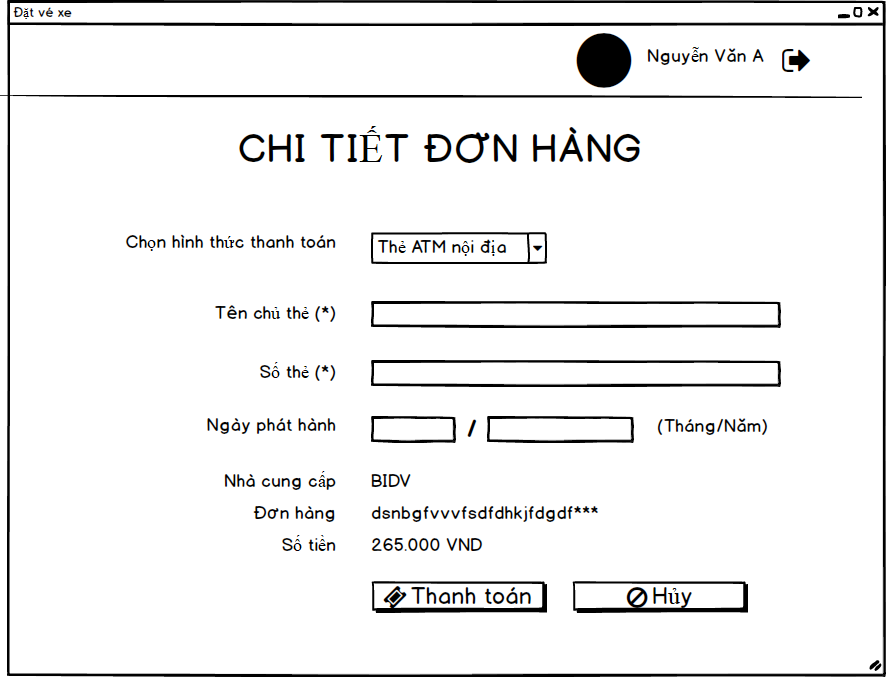 Đặt vé xe
Nguyễn Văn A
CHI TIẾT ĐƠN HÀNG
Chọn hình thức thanh toán Thẻ ATM nội địa
Tên chủ thẻ (*)
Số thẻ (*)
Ngày phát hành / (Tháng/Năm)
Nhà cung cấp BIDV
Đơn hàng dsnbgfvvvfsdfdhkjfdgdf***
Số tiền 265.000 VND
Thanh toán Hủy